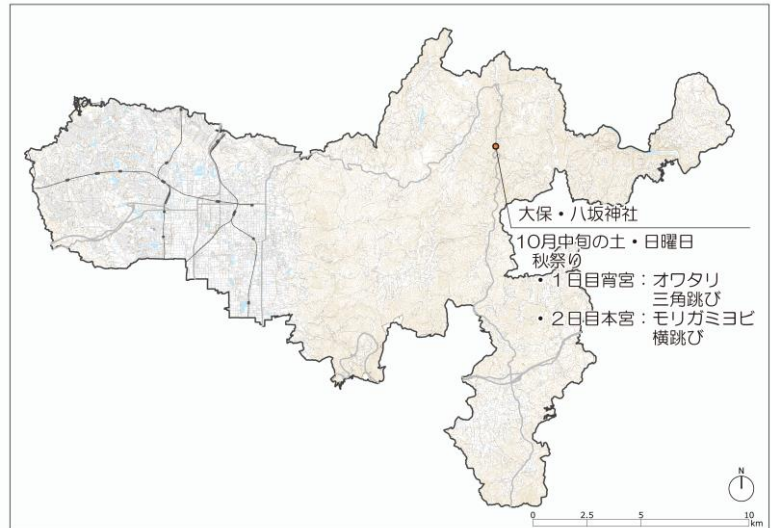 大保・八坂神社
10月中旬の土・日曜日
秋祭り
・1日目宵宮：オワタリ
三角跳び
・2日目本宮：モリガミヨビ
横跳び
N
0 2.5 5 10
km